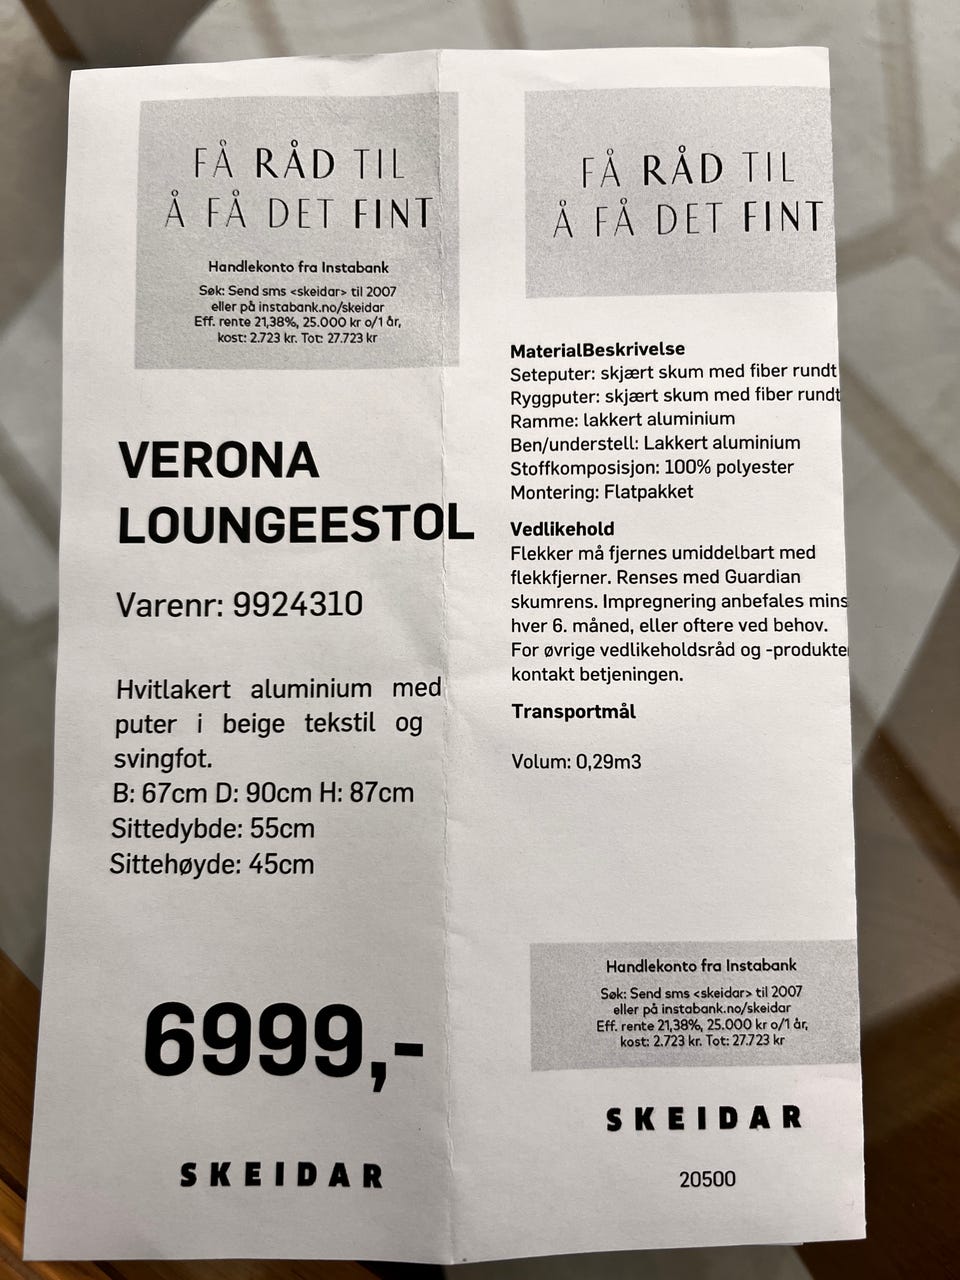 FÅ RÅD TIL
Å FÅ DET FINT
Handlekonto fra Instabank
Søk: Send sms <skeidar> til 2007
eller på instabank.no/skeidar
Eff. rente 21,38%, 25.000 kr o/1 år,
kost: 2.723 kr. Tot: 27.723 kr
VERONA
LOUNGEESTOL
Varenr: 9924310
Hvitlakert aluminium med
puter i beige tekstil og
svingfot.
B: 67cm D: 90cm H: 87cm
Sittedybde: 55cm
Sittehøyde: 45cm
6999,-
SKEIDAR
FÅ RÅD TIL
Å FÅ DET FINT
MaterialBeskrivelse
Seteputer: skjært skum med fiber rundt
Ryggputer: skjært skum med fiber rundt
Ramme: lakkert aluminium
Ben/understell: Lakkert aluminium
Stoffkomposisjon: 100% polyester
Montering: Flatpakket
Vedlikehold
Flekker må fjernes umiddelbart med
flekkfjerner. Renses med Guardian
skumrens. Impregnering anbefales mins
hver 6. måned, eller oftere ved behov.
For øvrige vedlikeholdsråd og -produkte
kontakt betjeningen.
Transportmål
Volum: 0,29m3
Handlekonto fra Instabank
Søk: Send sms <skeidar> til 2007
eller på instabank.no/skeidar
Eff. rente 21,38%, 25.000 kr o/1 år,
kost: 2.723 kr. Tot: 27.723 kr
SKEIDAR
20500